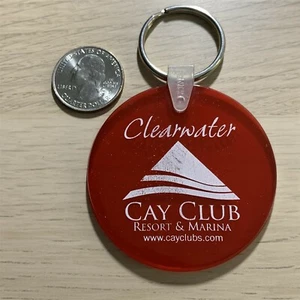 Clearwater
CAY CLUB
RESORT & MARINA
www.cayclubs.com